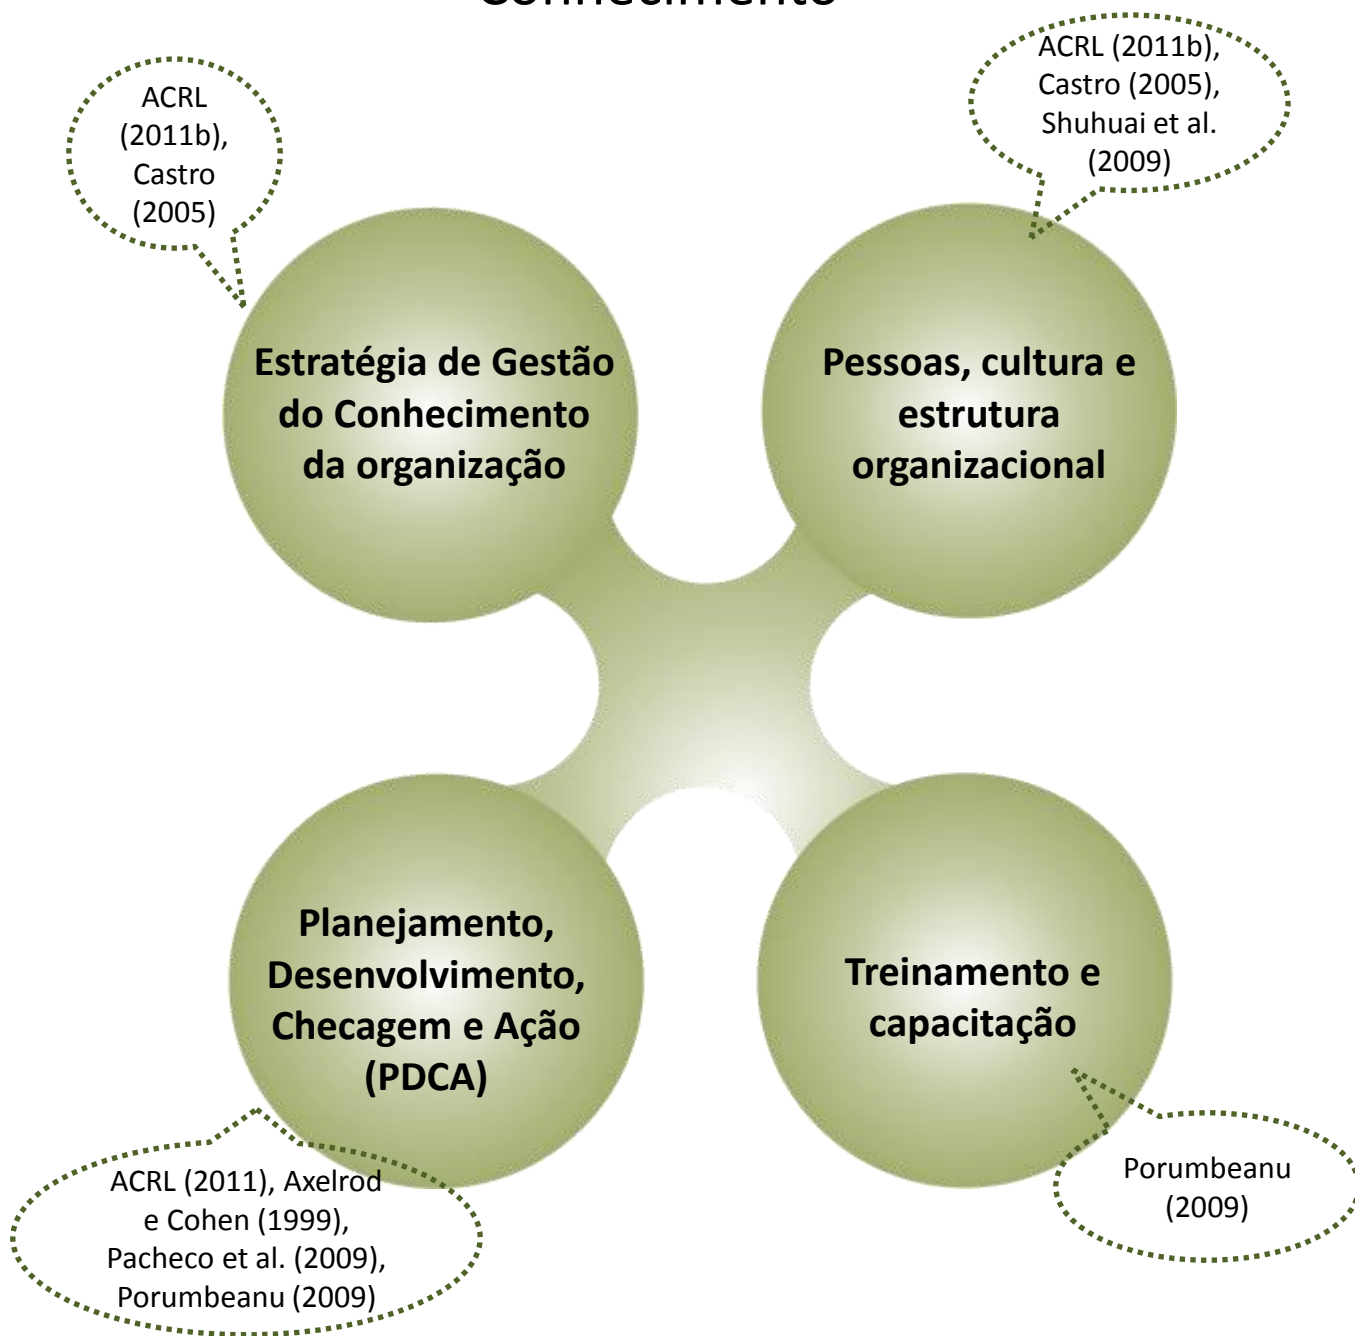 Conhecimento
ACRL
(2011b),
Castro
(2005)
ACRL (2011b),
Castro (2005),
Shuhuai et al.
(2009)
Estratégia de Gestão
do Conhecimento
da organização
Pessoas, cultura e
estrutura
organizacional
Planejamento,
Desenvolvimento,
Checagem e Ação
(PDCA)
Treinamento e
capacitação
ACRL (2011), Axelrod
e Cohen (1999),
Pacheco et al. (2009),
Porumbeanu (2009)
Porumbeanu
(2009)